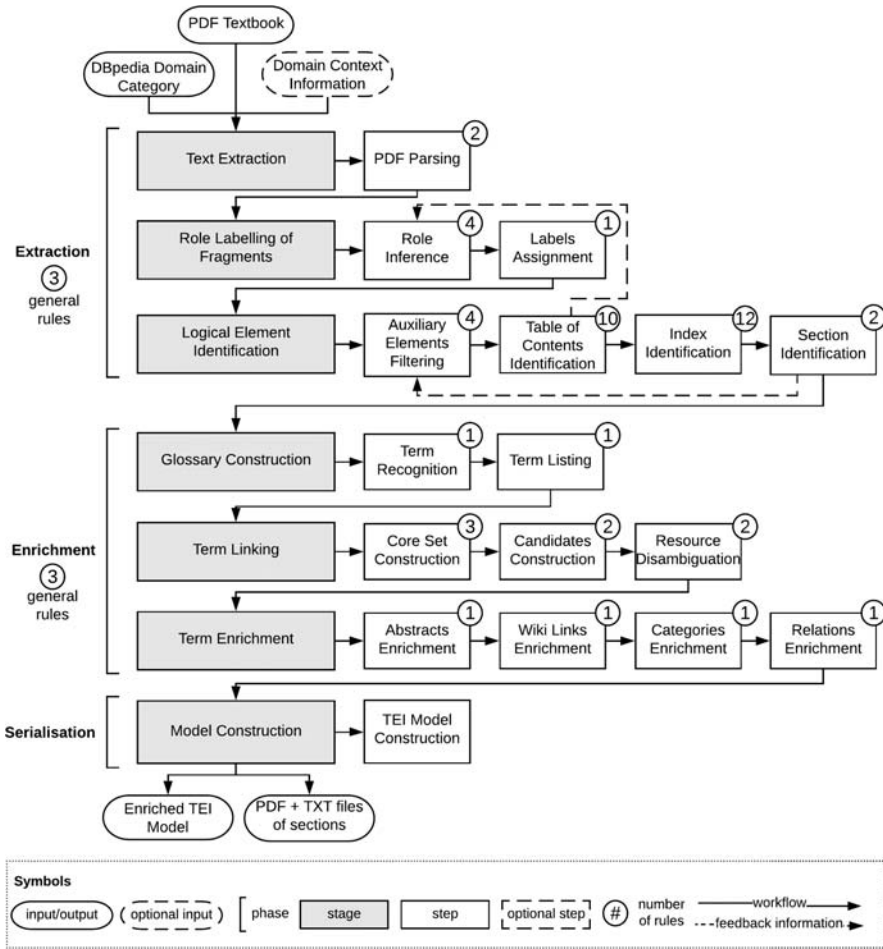 PDF Textbook
DBpedia Domain
Category
Domain Context
Information
Text Extraction
PDF Parsing
2
Extraction
3
general
rules
Role Labelling of
Fragments
Role
Inference
4
Labels
Assignment
1
Logical Element
Identification
Auxiliary
Elements
Filtering
4
Table of
Contents
Identification
10
Index
Identification
12
Section
Identification
2
Enrichment
3
general
rules
Glossary Construction
Term
Recognition
1
Term Listing
1
Term Linking
Core Set
Construction
3
Candidates
Construction
2
Resource
Disambiguation
2
Term Enrichment
Abstracts
Enrichment
1
Wiki Links
Enrichment
1
Categories
Enrichment
1
Relations
Enrichment
1
Serialisation
Model Construction
TEI Model
Construction
Enriched TEI
Model
PDF + TXT files
of sections
Symbols
input/output
optional input
phase
stage
step
optional step
#
number
of rules
workflow
feedback information